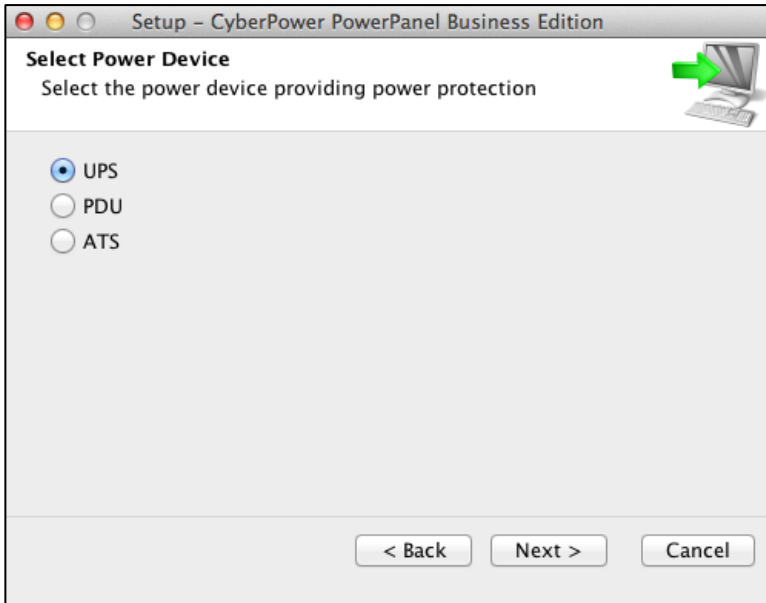 Setup – CyberPower PowerPanel Business Edition
Select Power Device
Select the power device providing power protection
UPS
PDU
ATS
< Back Next > Cancel